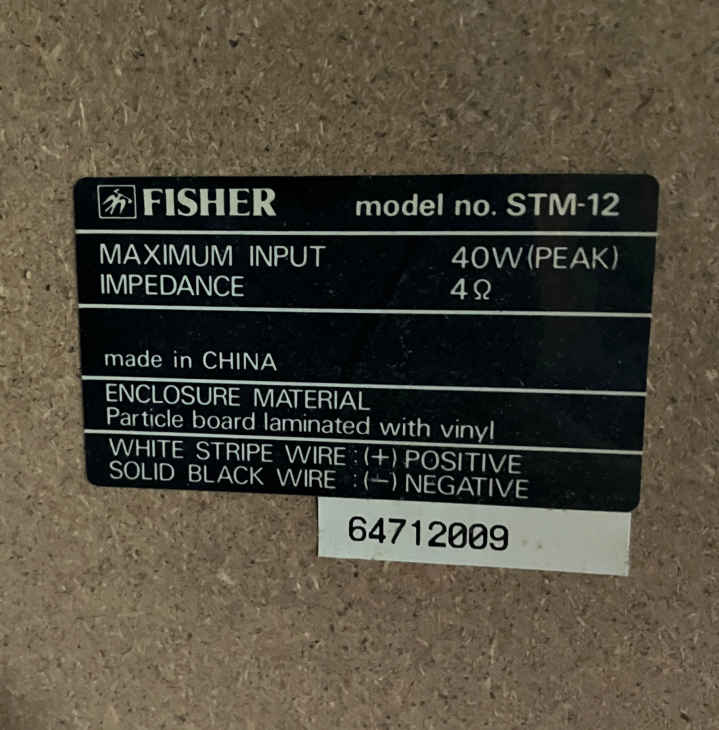 FISHER model no. STM-12
MAXIMUM INPUT 40W (PEAK)
IMPEDANCE 4Ω
made in CHINA
ENCLOSURE MATERIAL
Particle board laminated with vinyl
WHITE STRIPE WIRE :(+) POSITIVE
SOLID BLACK WIRE :(−) NEGATIVE
64712009